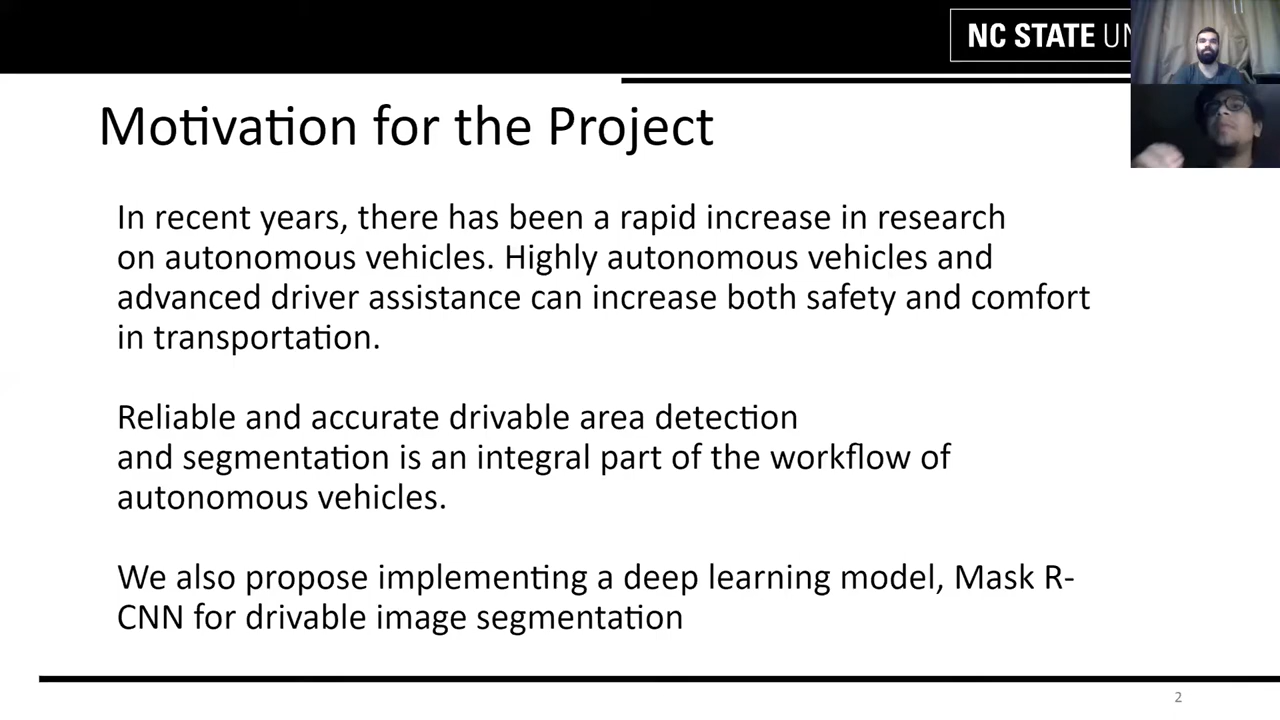 NC STATE UN
Motivation for the Project
In recent years, there has been a rapid increase in research
on autonomous vehicles. Highly autonomous vehicles and
advanced driver assistance can increase both safety and comfort
in transportation.
Reliable and accurate drivable area detection
and segmentation is an integral part of the workflow of
autonomous vehicles.
We also propose implementing a deep learning model, Mask R-
CNN for drivable image segmentation
2